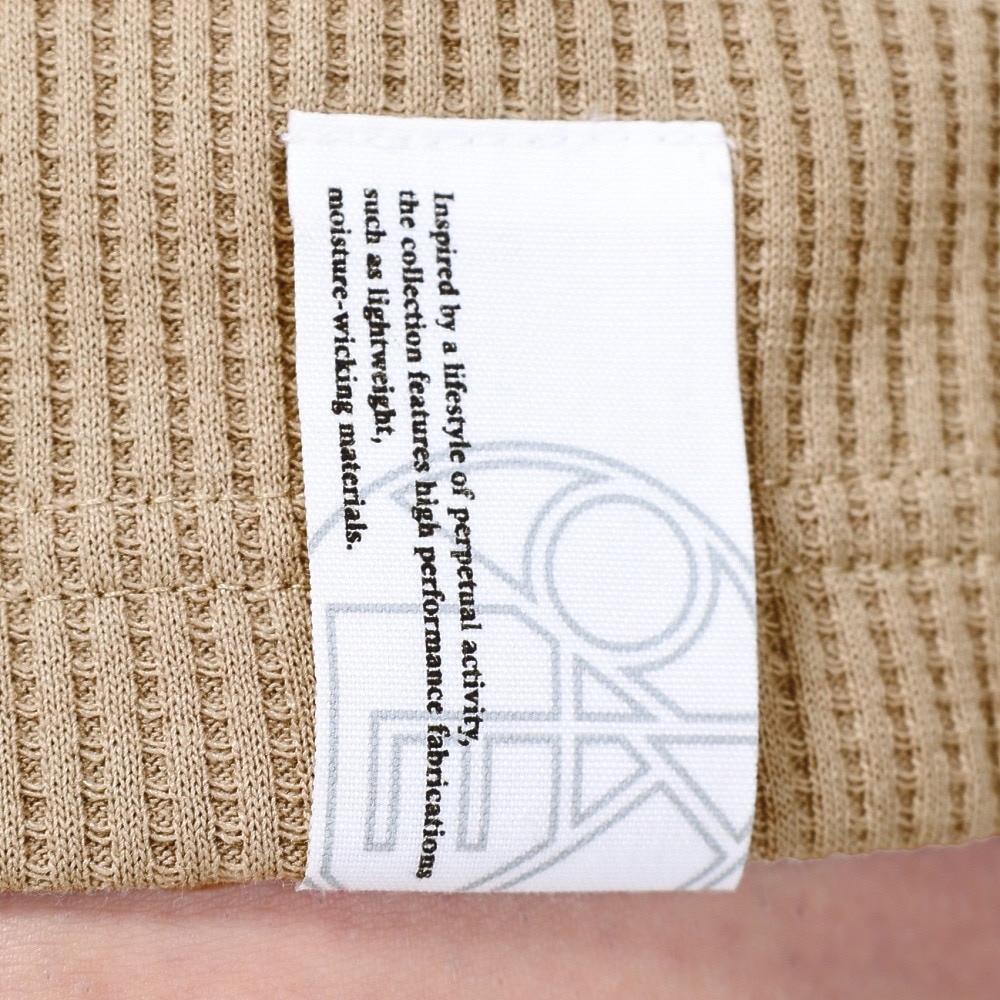 Inspired by a lifestyle of perpetual activity,
the collection features high performance fabrications
such as lightweight,
moisture-wicking materials.